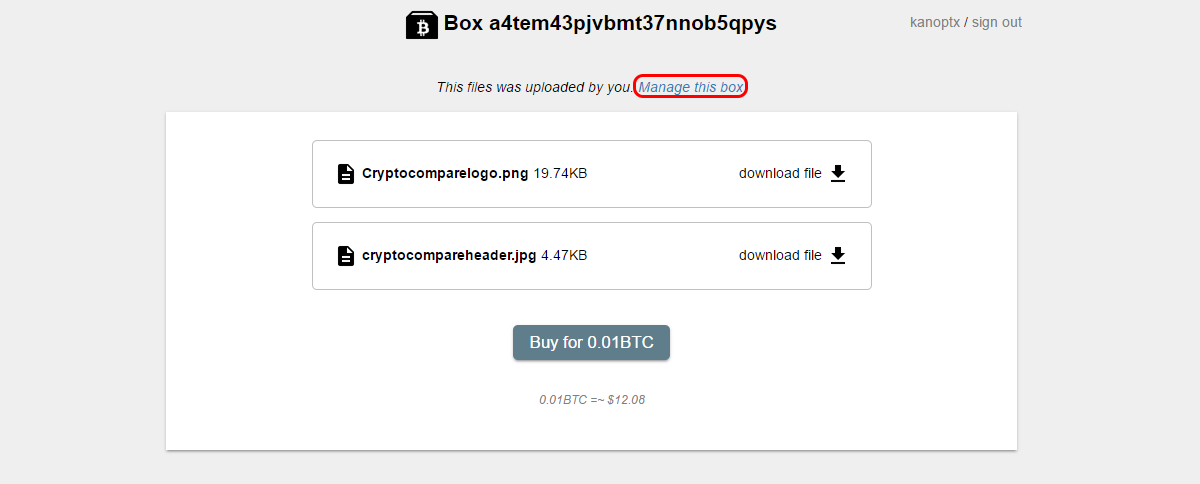 Box a4tem43pjvbmt37nnob5qpys
kanoptx / sign out
This files was uploaded by you. Manage this box
Cryptocomparelogo.png 19.74KB download file
cryptocompareheader.jpg 4.47KB download file
Buy for 0.01BTC
0.01BTC =~ $12.08